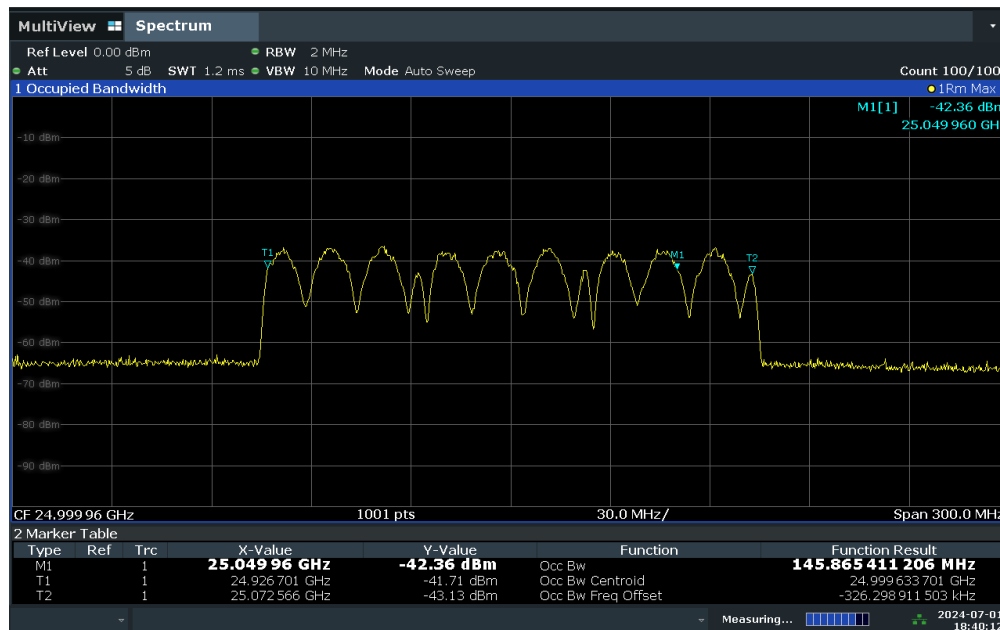 MultiView Spectrum
Ref Level 0.00 dBm RBW 2 MHz
Att 5 dB SWT 1.2 ms VBW 10 MHz Mode Auto Sweep Count 100/100
1 Occupied Bandwidth 1Rm Max
M1[1] -42.36 dBm
25.049 960 GH
-10 dBm
-20 dBm
-30 dBm
T1 M1 T2
-40 dBm
-50 dBm
-60 dBm
-70 dBm
-80 dBm
-90 dBm
CF 24.999 96 GHz 1001 pts 30.0 MHz/ Span 300.0 MHz
2 Marker Table
Type Ref Trc X-Value Y-Value Function Function Result
M1 1 25.049 96 GHz -42.36 dBm Occ Bw 145.865 411 206 MHz
T1 1 24.926 701 GHz -41.71 dBm Occ Bw Centroid 24.999 633 701 GHz
T2 1 25.072 566 GHz -43.13 dBm Occ Bw Freq Offset -326.298 911 503 kHz
Measuring... 2024-07-01
18:40:12